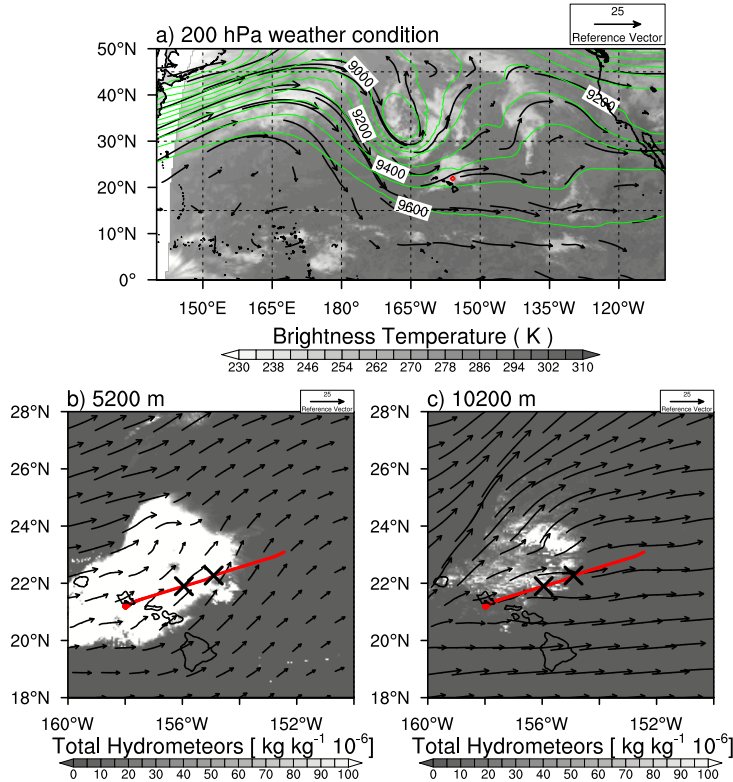 25
Reference Vector
a) 200 hPa weather condition
50°N
40°N
30°N
20°N
10°N
0°
9000
9200
9200
9400
9600
150°E 165°E 180° 165°W 150°W 135°W 120°W
Brightness Temperature ( K )
230 238 246 254 262 270 278 286 294 302 310
b) 5200 m
25
Reference Vector
28°N
26°N
24°N
22°N
20°N
18°N
160°W 156°W 152°W
Total Hydrometeors [ kg kg-1 10-6]
0 10 20 30 40 50 60 70 80 90 100
c) 10200 m
25
Reference Vector
28°N
26°N
24°N
22°N
20°N
18°N
160°W 156°W 152°W
Total Hydrometeors [ kg kg-1 10-6]
0 10 20 30 40 50 60 70 80 90 100